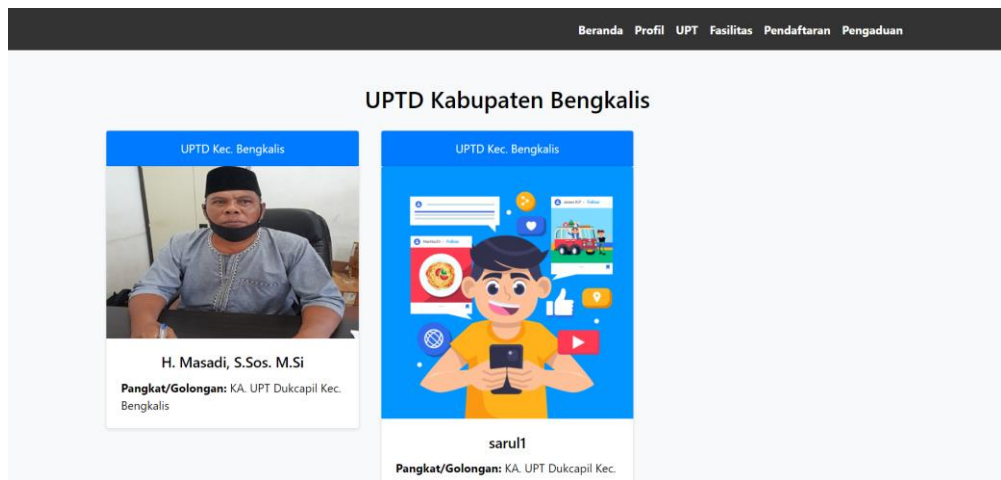 Beranda Profil UPT Fasilitas Pendaftaran Pengaduan
UPTD Kabupaten Bengkalis
UPTD Kec. Bengkalis
H. Masadi, S.Sos. M.Si
Pangkat/Golongan: KA. UPT Dukcapil Kec.
Bengkalis
UPTD Kec. Bengkalis
sarul1
Pangkat/Golongan: KA. UPT Dukcapil Kec.